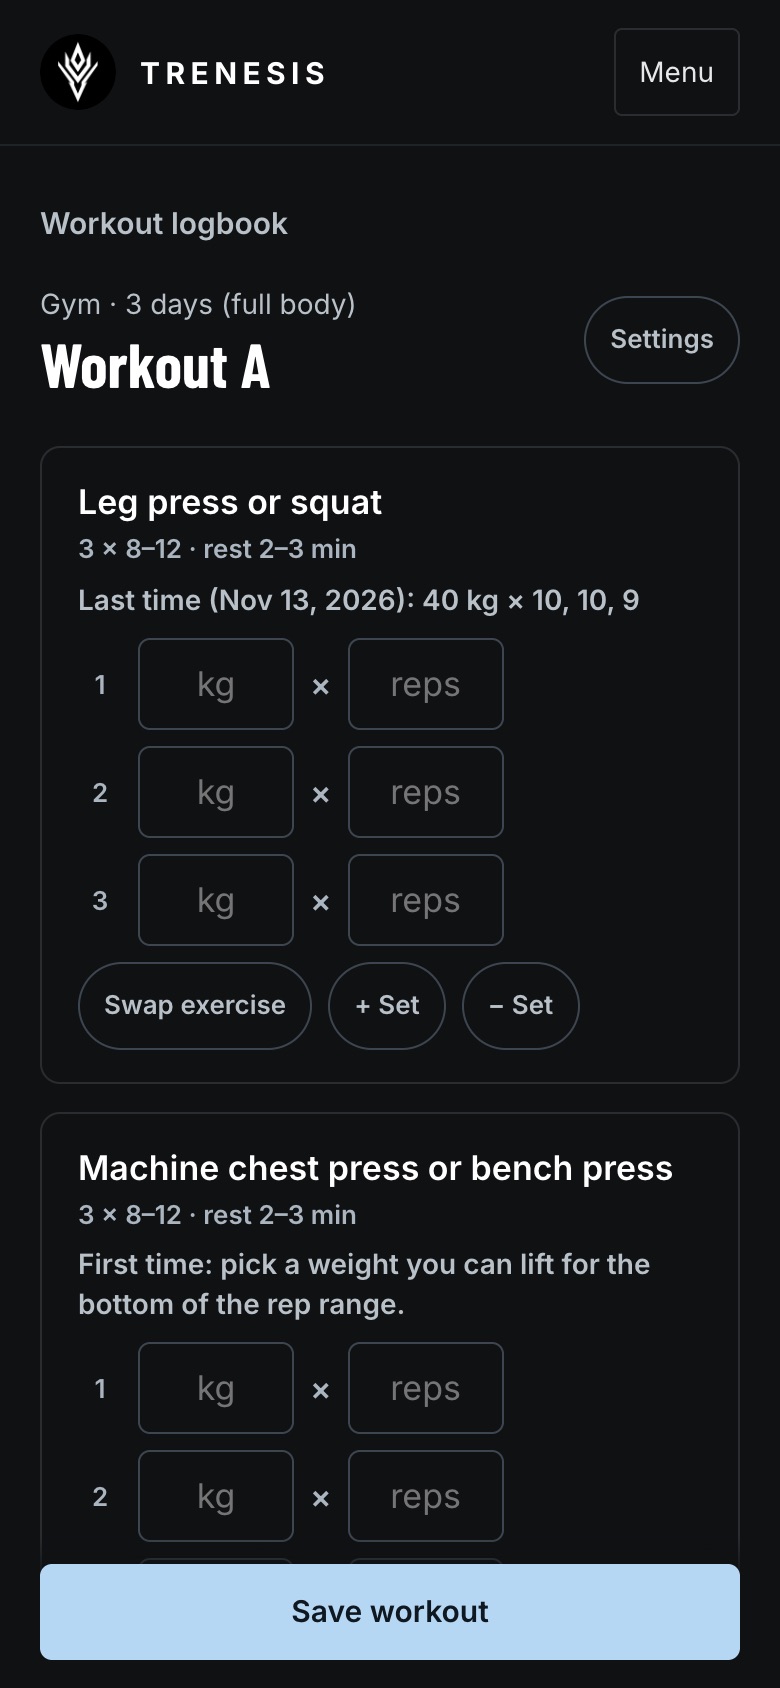 TRENESIS
Menu
Workout logbook
Gym · 3 days (full body)
Workout A
Settings
Leg press or squat
3 × 8–12 · rest 2–3 min
Last time (Nov 13, 2026): 40 kg × 10, 10, 9
1 kg × reps
2 kg × reps
3 kg × reps
Swap exercise + Set − Set
Machine chest press or bench press
3 × 8–12 · rest 2–3 min
First time: pick a weight you can lift for the
bottom of the rep range.
1 kg × reps
2 kg × reps
Save workout